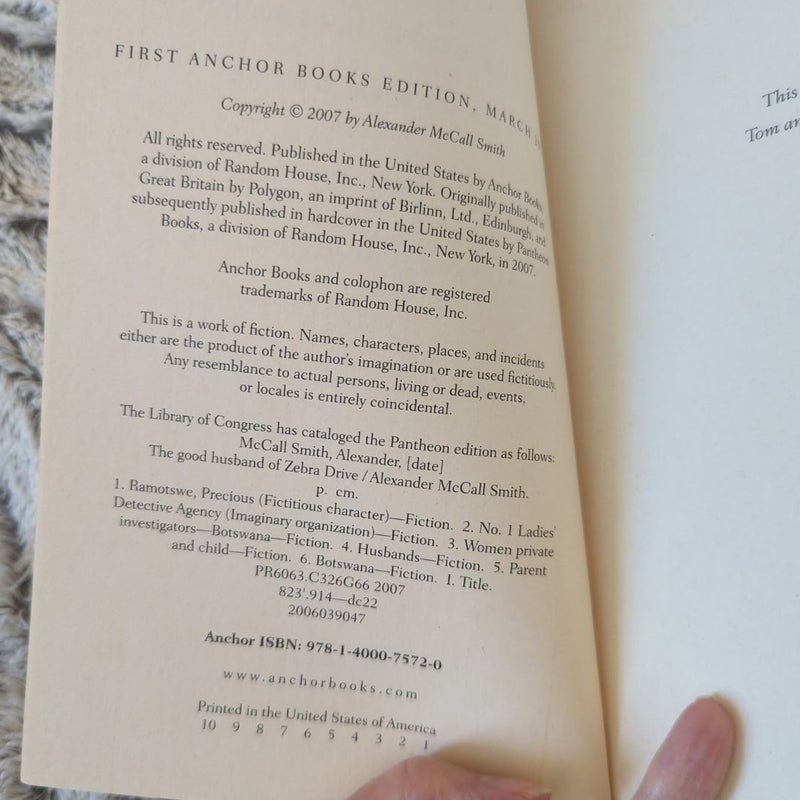 FIRST ANCHOR BOOKS EDITION, MARCH
Copyright © 2007 by Alexander McCall Smith
All rights reserved. Published in the United States by Anchor Books,
a division of Random House, Inc., New York. Originally published in
Great Britain by Polygon, an imprint of Birlinn, Ltd., Edinburgh, and
subsequently published in hardcover in the United States by Pantheon
Books, a division of Random House, Inc., New York, in 2007.
Anchor Books and colophon are registered
trademarks of Random House, Inc.
This is a work of fiction. Names, characters, places, and incidents
either are the product of the author's imagination or are used fictitiously.
Any resemblance to actual persons, living or dead, events,
or locales is entirely coincidental.
The Library of Congress has cataloged the Pantheon edition as follows:
McCall Smith, Alexander, [date]
The good husband of Zebra Drive / Alexander McCall Smith.
p. cm.
1. Ramotswe, Precious (Fictitious character)—Fiction. 2. No. 1 Ladies'
Detective Agency (Imaginary organization)—Fiction. 3. Women private
investigators—Botswana—Fiction. 4. Husbands—Fiction. 5. Parent
and child—Fiction. 6. Botswana—Fiction. I. Title.
PR6063.C326G66 2007
823'.914—dc22
2006039047
Anchor ISBN: 978-1-4000-7572-0
www.anchorbooks.com
Printed in the United States of America
10 9 8 7 6 5 4 3 2 1
This
Tom